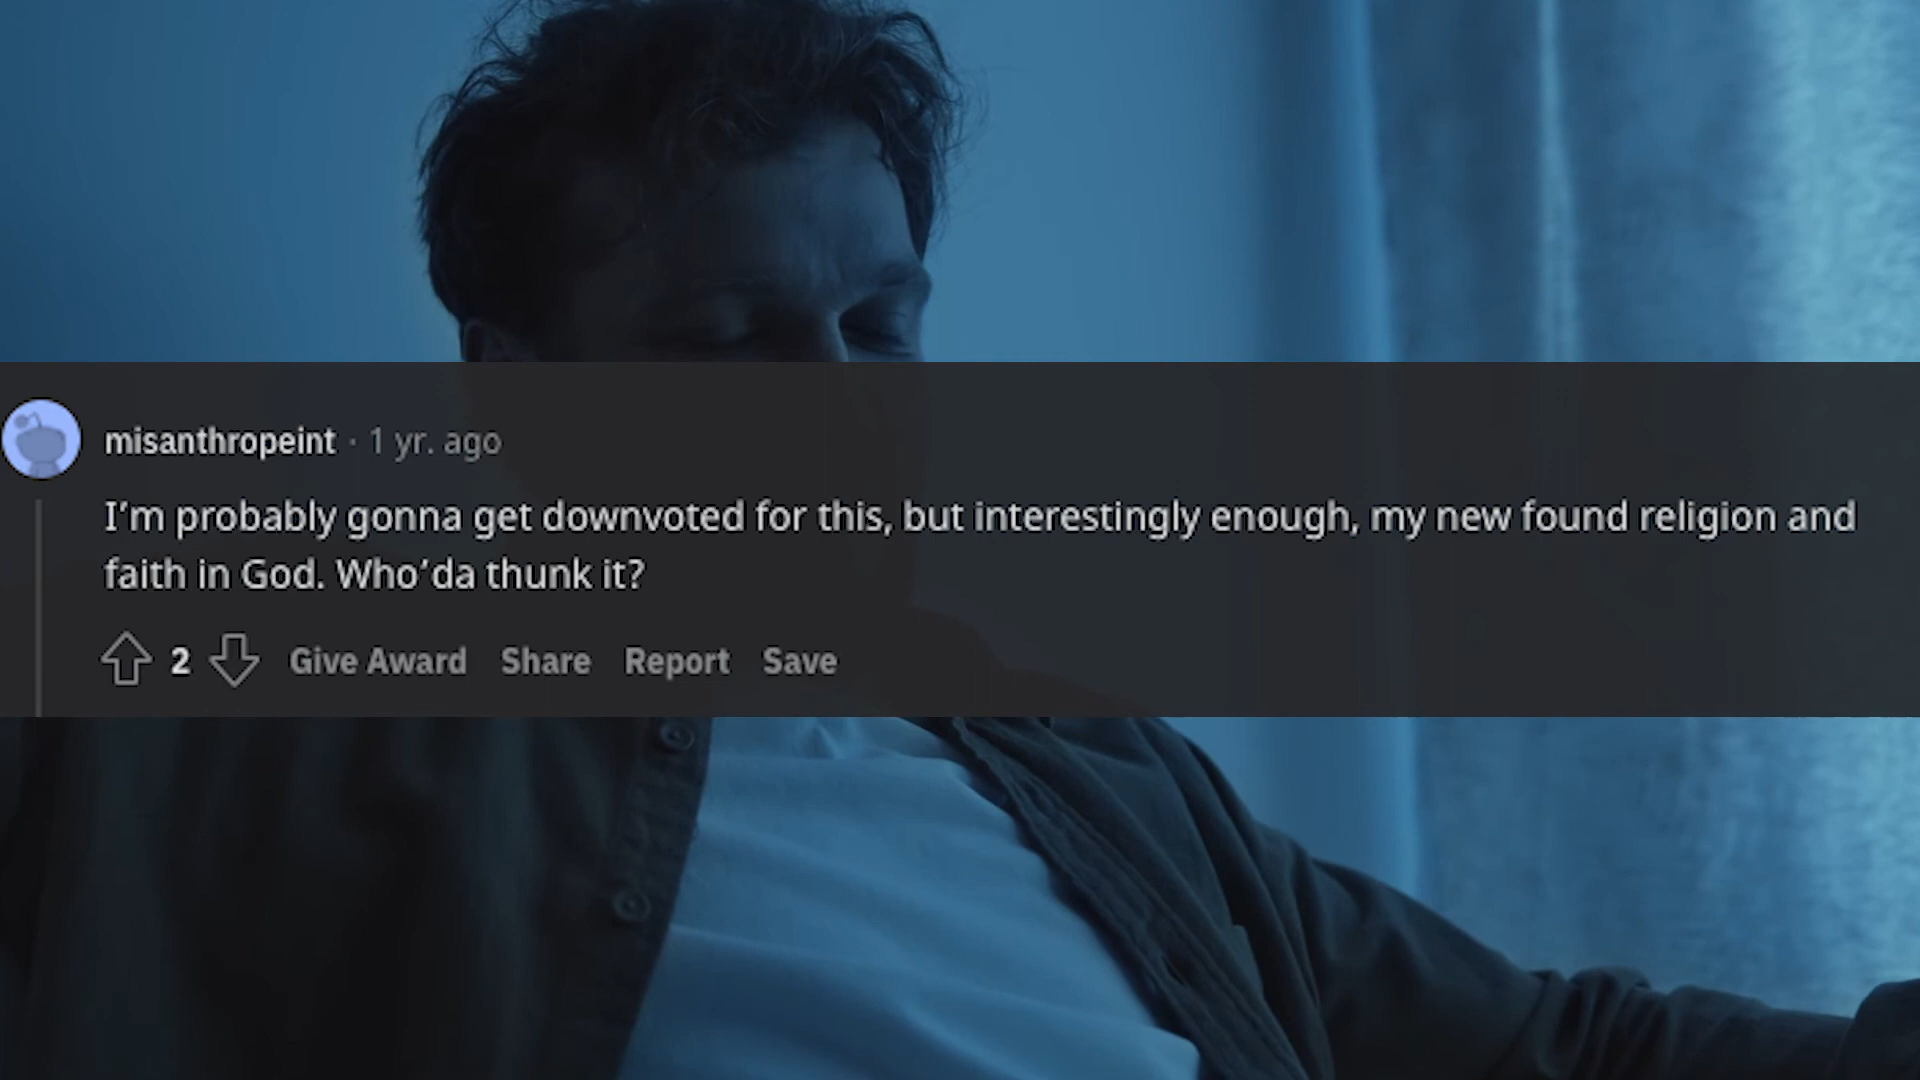 misanthropeint · 1 yr. ago
I’m probably gonna get downvoted for this, but interestingly enough, my new found religion and
faith in God. Who’da thunk it?
2 Give Award Share Report Save